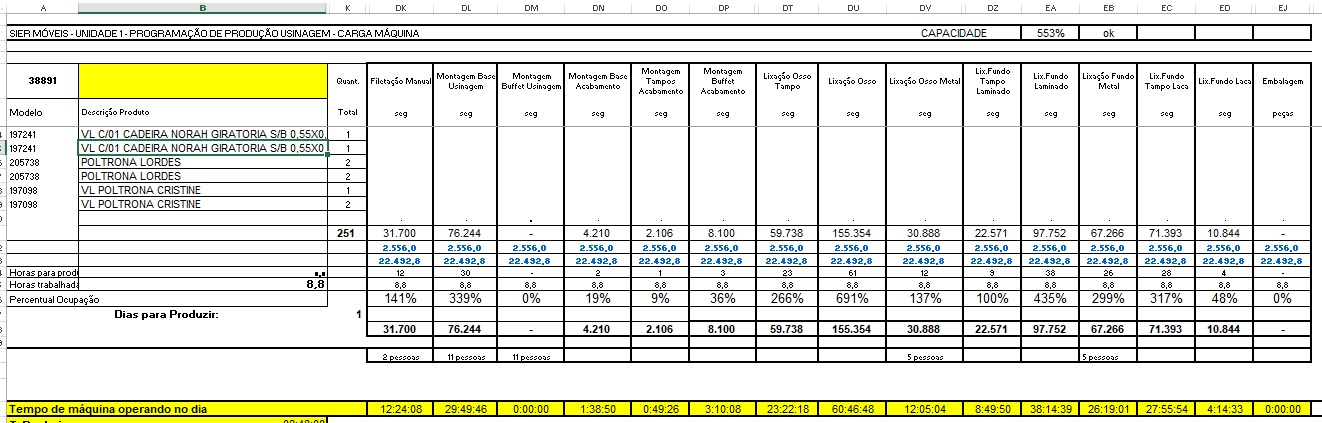 A B K DK DL DM DN DO DP DT DU DV DZ EA EB EC ED EJ
SIER MÓVEIS - UNIDADE 1 - PROGRAMAÇÃO DE PRODUÇÃO USINAGEM - CARGA MÁQUINA CAPACIDADE 553% ok
38891 Quant. Filetação Manual Montagem Base Usinagem Montagem Buffet Usinagem Montagem Base Acabamento Montagem Tampos Acabamento Montagem Buffet Acabamento Lixação Osso Tampo Lixação Osso Lixação Osso Metal Lix.Fundo Tampo Laminado Lix.Fundo Laminado Lixação Fundo Metal Lix.Fundo Tampo Laca Lix.Fundo Laca Embalagem
Modelo Descrição Produto Total seg seg seg seg seg seg seg seg seg seg seg seg seg seg peças
197241 VL C/01 CADEIRA NORAH GIRATORIA S/B 0,55X0, 1
197241 VL C/01 CADEIRA NORAH GIRATORIA S/B 0,55X0 1
205738 POLTRONA LORDES 2
205738 POLTRONA LORDES 2
197098 VL POLTRONA CRISTINE 1
197098 VL POLTRONA CRISTINE 2
251 31.700 76.244 - 4.210 2.106 8.100 59.738 155.354 30.888 22.571 97.752 67.266 71.393 10.844 -
2.556,0 2.556,0 2.556,0 2.556,0 2.556,0 2.556,0 2.556,0 2.556,0 2.556,0 2.556,0 2.556,0 2.556,0 2.556,0 2.556,0 2.556,0
22.492,8 22.492,8 22.492,8 22.492,8 22.492,8 22.492,8 22.492,8 22.492,8 22.492,8 22.492,8 22.492,8 22.492,8 22.492,8 22.492,8 22.492,8
Horas para prod 12 30 - 2 1 3 23 61 12 9 38 26 28 4 -
Horas trabalhada 8,8 8,8 8,8 8,8 8,8 8,8 8,8 8,8 8,8 8,8 8,8 8,8 8,8 8,8 8,8 8,8
Percentual Ocupação 141% 339% 0% 19% 9% 36% 266% 691% 137% 100% 435% 299% 317% 48% 0%
Dias para Produzir: 1
31.700 76.244 - 4.210 2.106 8.100 59.738 155.354 30.888 22.571 97.752 67.266 71.393 10.844 -
2 pessoas 11 pessoas 11 pessoas 5 pessoas 5 pessoas
Tempo de máquina operando no dia 12:24:08 29:49:46 0:00:00 1:38:50 0:49:26 3:10:08 23:22:18 60:46:48 12:05:04 8:49:50 38:14:39 26:19:01 27:55:54 4:14:33 0:00:00